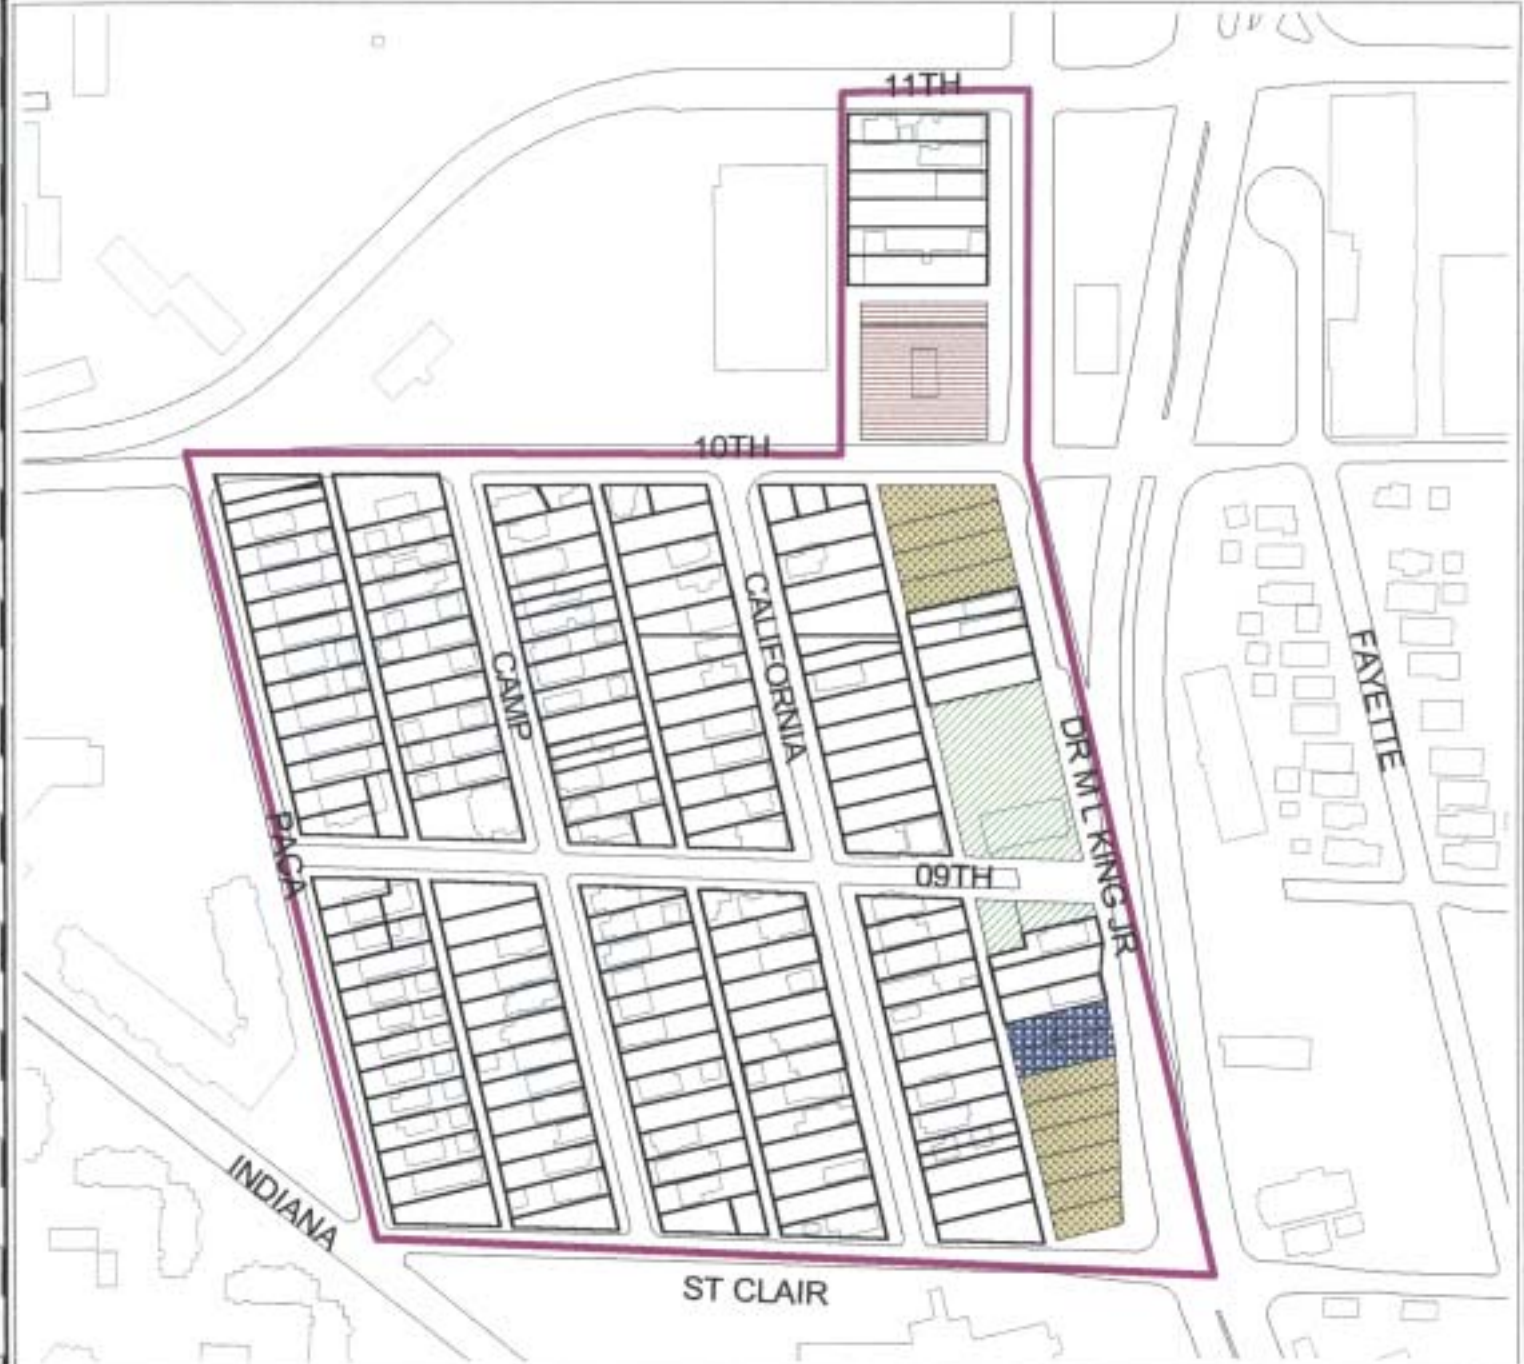 11TH
10TH
CALIFORNIA
CAMP
FAYETTE
DR M L KING JR
PACA
09TH
INDIANA
ST CLAIR